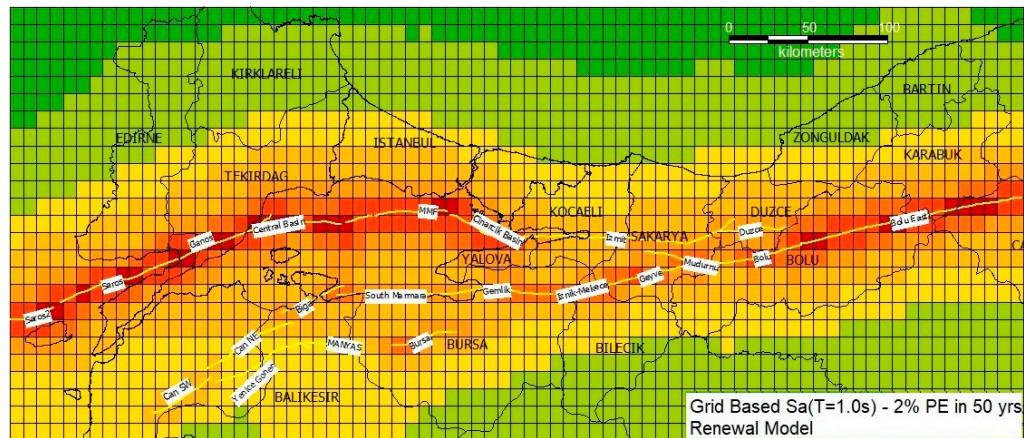 0 50 100
kilometers
KIRKLARELI
BARTIN
EDIRNE
ISTANBUL
ZONGULDAK
KARABUK
TEKIRDAG
MMF
KOCAELI
DUZCE
Bolu East
Central Basin
Cinarcik Basin
Ganos
Izmit
SAKARYA
Duzce
YALOVA
Mudurnu
Bolu
BOLU
Saros
Geyve
South Marmara
Gemlik
Iznik-Mekece
Saros2
Biga
Can NE
MANYAS
Bursa
BURSA
BILECIK
Can SW
Yenice Gonen
BALIKESIR
Grid Based Sa(T=1.0s) - 2% PE in 50 yrs
Renewal Model